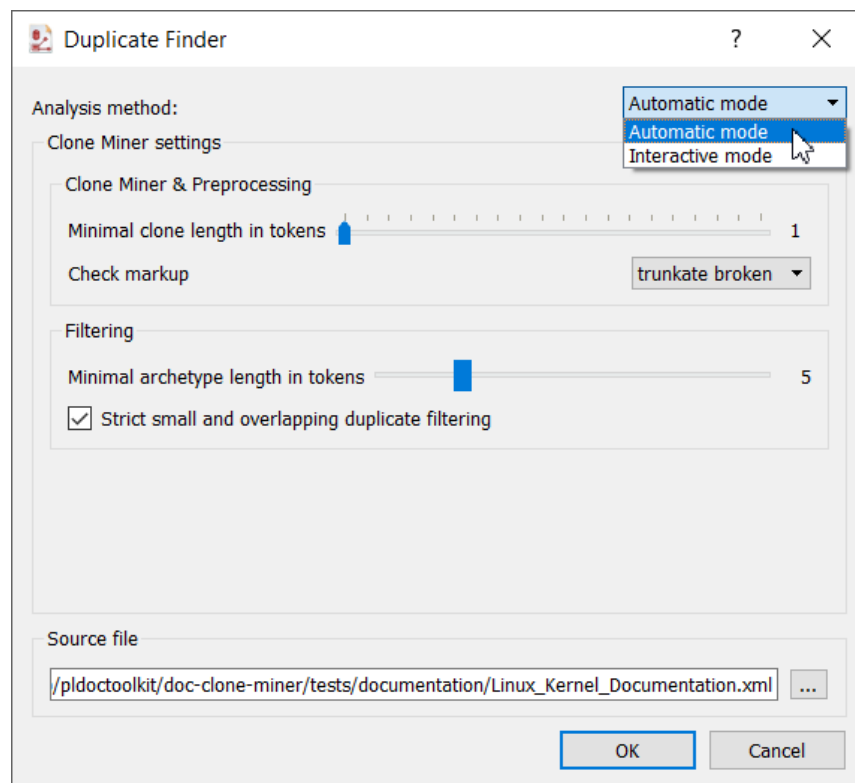 Duplicate Finder ?
Analysis method: Automatic mode
Automatic mode
Interactive mode
Clone Miner settings
Clone Miner & Preprocessing
Minimal clone length in tokens 1
Check markup trunkate broken
Filtering
Minimal archetype length in tokens 5
Strict small and overlapping duplicate filtering
Source file
/pldoctoolkit/doc-clone-miner/tests/documentation/Linux_Kernel_Documentation.xml ...
OK Cancel